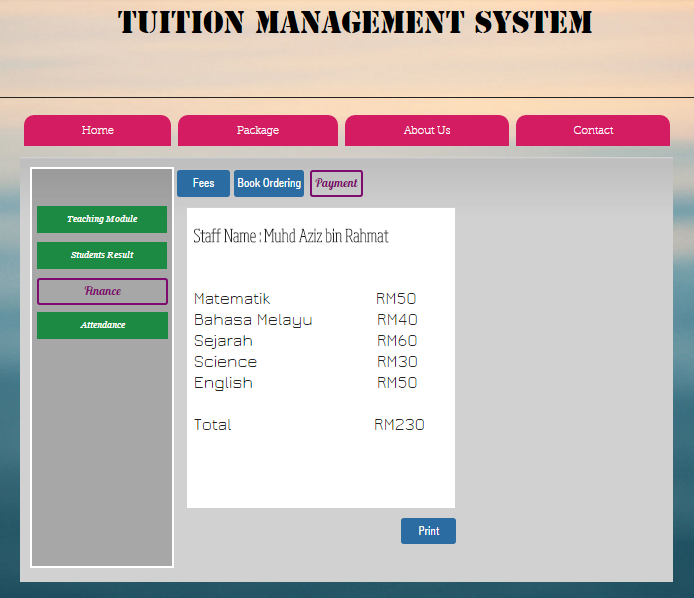 TUITION MANAGEMENT SYSTEM
Home Package About Us Contact
Fees Book Ordering Payment
Teaching Module
Students Result
Finance
Attendance
Staff Name : Muhd Aziz bin Rahmat
Matematik RM50
Bahasa Melayu RM40
Sejarah RM60
Science RM30
English RM50
Total RM230
Print